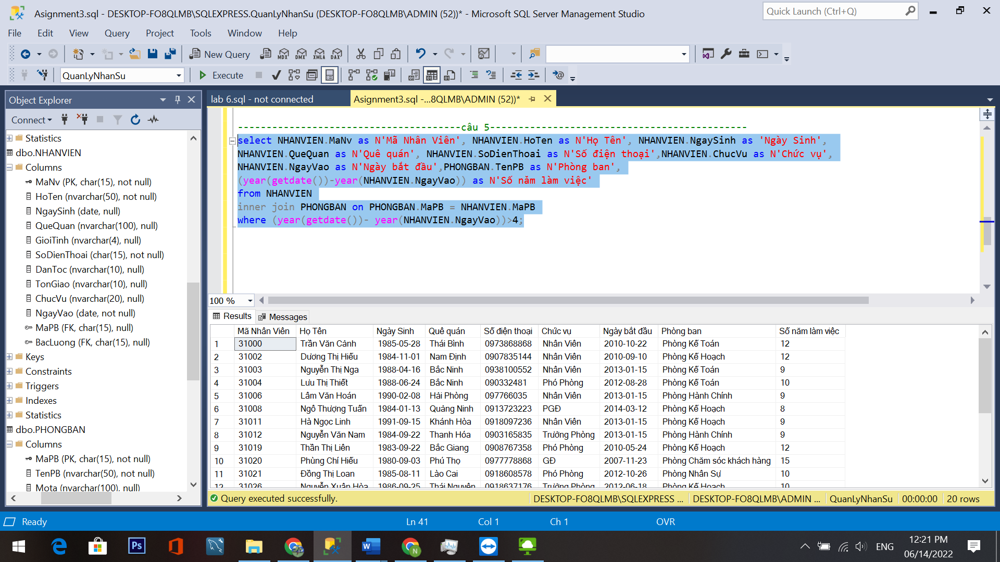 Asignment3.sql - DESKTOP-FO8QLMB\SQLEXPRESS.QuanLyNhanSu (DESKTOP-FO8QLMB\ADMIN (52))* - Microsoft SQL Server Management Studio
Quick Launch (Ctrl+Q)
File Edit View Query Project Tools Window Help
New Query MDX DMX XMLA DAX
QuanLyNhanSu Execute
Object Explorer
Connect
Statistics
dbo.NHANVIEN
Columns
MaNv (PK, char(15), not null)
HoTen (nvarchar(50), not null)
NgaySinh (date, null)
QueQuan (nvarchar(100), null)
GioiTinh (nvarchar(4), null)
SoDienThoai (char(15), not null)
DanToc (nvarchar(10), null)
TonGiao (nvarchar(10), null)
ChucVu (nvarchar(20), null)
NgayVao (date, not null)
MaPB (FK, char(15), null)
BacLuong (FK, char(15), null)
Keys
Constraints
Triggers
Indexes
Statistics
dbo.PHONGBAN
Columns
MaPB (PK, char(15), not null)
TenPB (nvarchar(50), not null)
Mota (nvarchar(100), null)
lab 6.sql - not connected
Asignment3.sql -...8QLMB\ADMIN (52))*
---------------------------------------câu 5---------------------------------------------
select NHANVIEN.MaNv as N'Mã Nhân Viên', NHANVIEN.HoTen as N'Họ Tên', NHANVIEN.NgaySinh as 'Ngày Sinh',
NHANVIEN.QueQuan as N'Quê quán', NHANVIEN.SoDienThoai as N'Số điện thoại',NHANVIEN.ChucVu as N'Chức vụ',
NHANVIEN.NgayVao as N'Ngày bắt đầu',PHONGBAN.TenPB as N'Phòng ban',
(year(getdate())-year(NHANVIEN.NgayVao)) as N'Số năm làm việc'
from NHANVIEN
inner join PHONGBAN on PHONGBAN.MaPB = NHANVIEN.MaPB
where (year(getdate())- year(NHANVIEN.NgayVao))>4;
100 %
Results Messages
Mã Nhân Viên Họ Tên Ngày Sinh Quê quán Số điện thoại Chức vụ Ngày bắt đầu Phòng ban Số năm làm việc
1 31000 Trần Văn Cảnh 1985-05-28 Thái Bình 0973868868 Nhân Viên 2010-10-22 Phòng Kế Toán 12
2 31002 Dương Thị Hiếu 1984-11-01 Nam Định 0907835144 Nhân Viên 2010-09-10 Phòng Kế Hoạch 12
3 31003 Nguyễn Thị Nga 1988-04-16 Bắc Ninh 0938100552 Nhân Viên 2013-01-15 Phòng Kế Toán 9
4 31004 Lưu Thị Thiết 1988-06-24 Bắc Ninh 090332481 Phó Phòng 2012-08-28 Phòng Kế Toán 10
5 31006 Lâm Văn Hoán 1990-02-08 Hải Phòng 097766035 Nhân Viên 2013-01-15 Phòng Hành Chính 9
6 31008 Ngô Thượng Tuấn 1984-01-13 Quảng Ninh 0913723223 PGĐ 2014-03-12 Phòng Kế Hoạch 8
7 31011 Hà Ngọc Linh 1991-09-15 Khánh Hòa 0918097236 Nhân Viên 2013-01-15 Phòng Kế Hoạch 9
8 31012 Nguyễn Văn Nam 1984-09-22 Thanh Hóa 0903165835 Trưởng Phòng 2013-01-15 Phòng Hành Chính 9
9 31019 Thần Thị Liên 1983-09-22 Bắc Giang 0908767358 Phó Phòng 2010-05-24 Phòng Kế Hoạch 12
10 31020 Phùng Chí Hiếu 1980-09-03 Phú Thọ 0977778868 GĐ 2007-11-23 Phòng Chăm sóc khách hàng 15
11 31021 Đồng Thị Loan 1985-08-11 Lào Cai 0918608578 Phó Phòng 2012-10-26 Phòng Nhân Sự 10
12 31026 Nguyễn Xuân Hòa 1986-09-25 Thái Nguyên 0918637176 Trưởng Phòng 2012-06-18 Phòng Kế Hoạch 10
Query executed successfully. DESKTOP-FO8QLMB\SQLEXPRESS ... DESKTOP-FO8QLMB\ADMIN ... QuanLyNhanSu 00:00:00 20 rows
Ready Ln 41 Col 1 Ch 1 OVR
Ps W N ENG 12:21 PM
06/14/2022